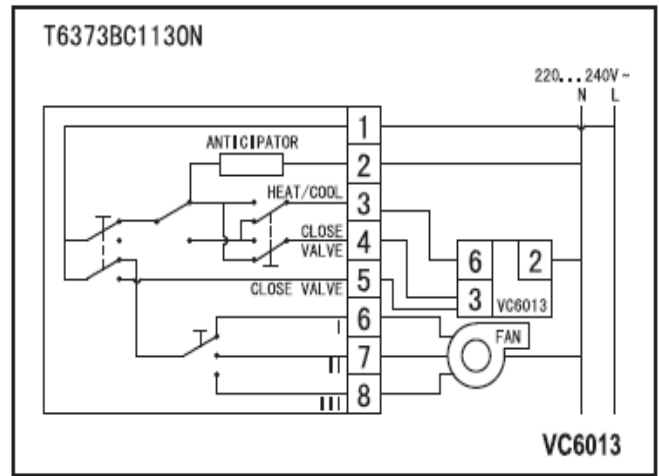 T6373BC1130N
220...240V~
N L
1
ANTICIPATOR
2
HEAT/COOL
3
CLOSE
VALVE
4
6 2
CLOSE VALVE
5
3 VC6013
I
6
FAN
II
7
III
8
VC6013